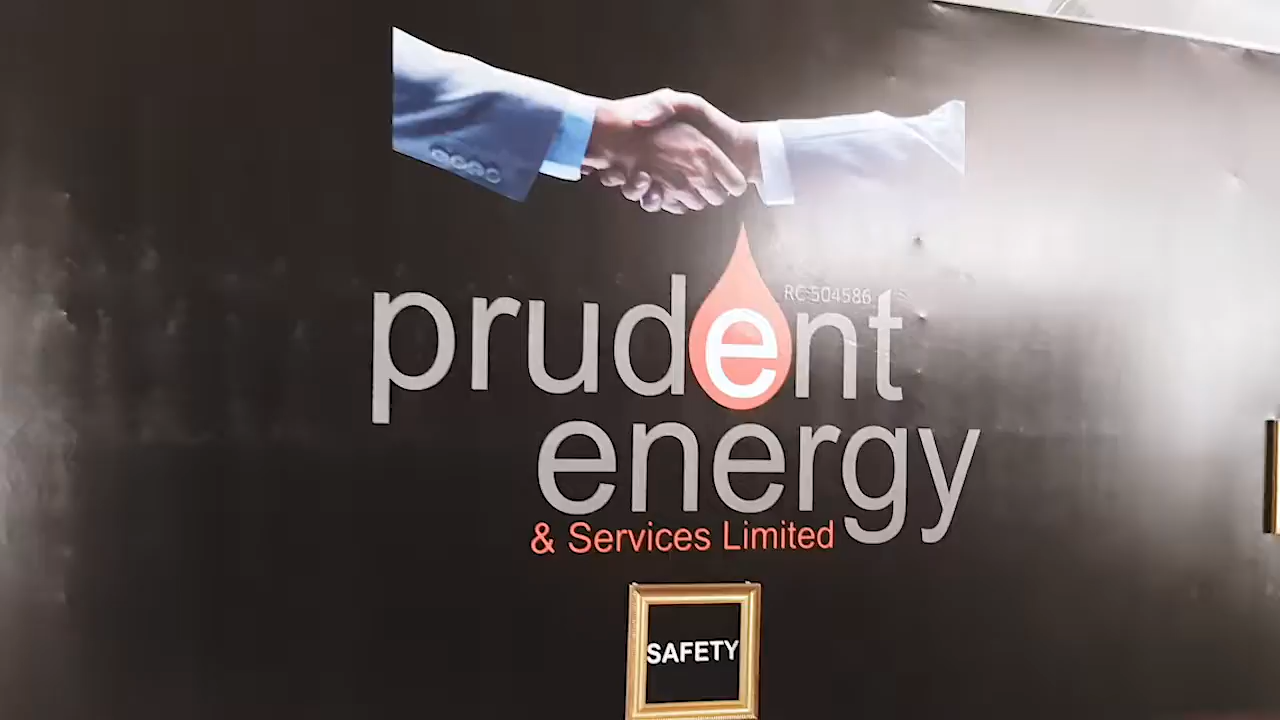 RC 504586
prudent
energy
& Services Limited
SAFETY